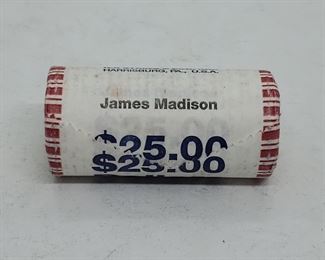 HARRISBURG, PA., U.S.A.
James Madison
$25.00
$25.00